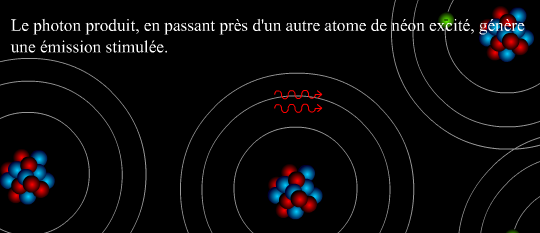 Le photon produit, en passant près d'un autre atome de néon excité, génère
une émission stimulée.